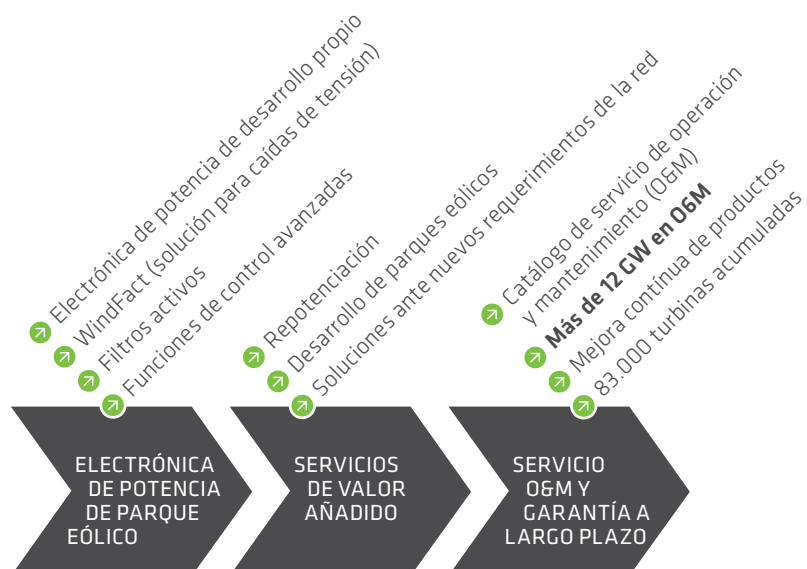 Electrónica de potencia de desarrollo propio
WindFact (solución para caídas de tensión)
Filtros activos
Funciones de control avanzadas
ELECTRÓNICA
DE POTENCIA
DE PARQUE
EÓLICO
Repotenciación
Desarrollo de parques eólicos
Soluciones ante nuevos requerimientos de la red
SERVICIOS
DE VALOR
AÑADIDO
Catálogo de servicio de operación
y mantenimiento (O&M)
Más de 12 GW en O&M
Mejora contínua de productos
83.000 turbinas acumuladas
SERVICIO
O&M Y
GARANTÍA A
LARGO PLAZO